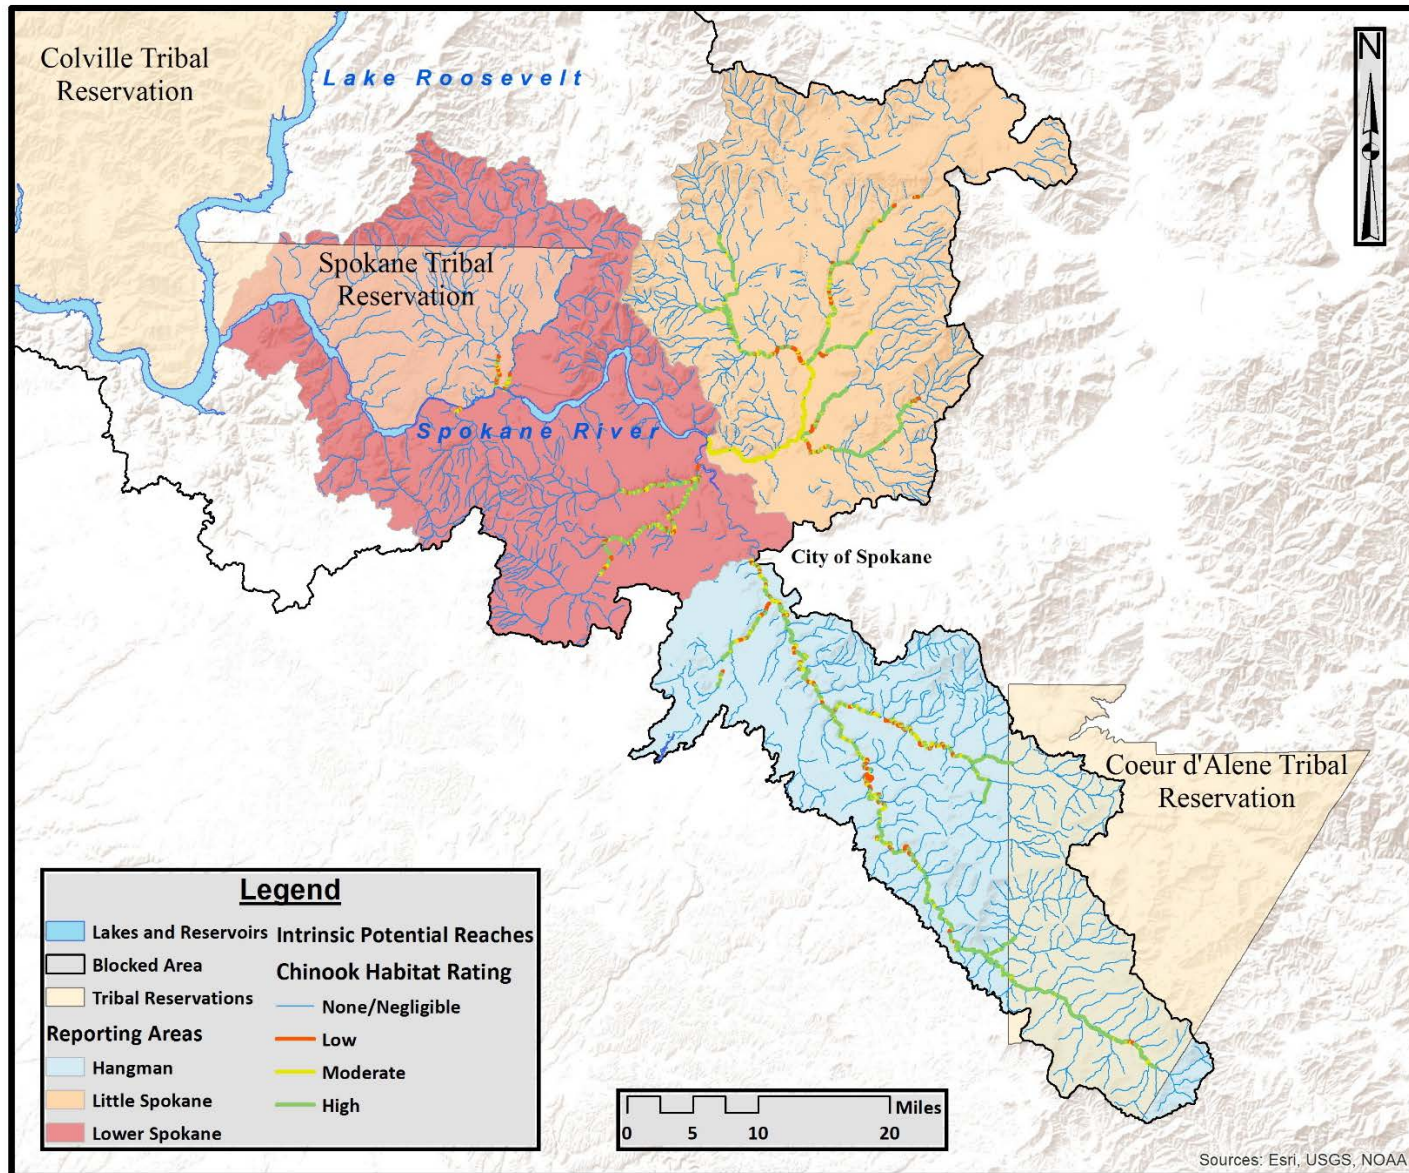 Colville Tribal
Reservation
Lake Roosevelt
N
Spokane Tribal
Reservation
Spokane River
City of Spokane
Coeur d'Alene Tribal
Reservation
Legend
Lakes and Reservoirs
Blocked Area
Tribal Reservations
Reporting Areas
Hangman
Little Spokane
Lower Spokane
Intrinsic Potential Reaches
Chinook Habitat Rating
None/Negligible
Low
Moderate
High
Miles
0 5 10 20
Sources: Esri, USGS, NOAA